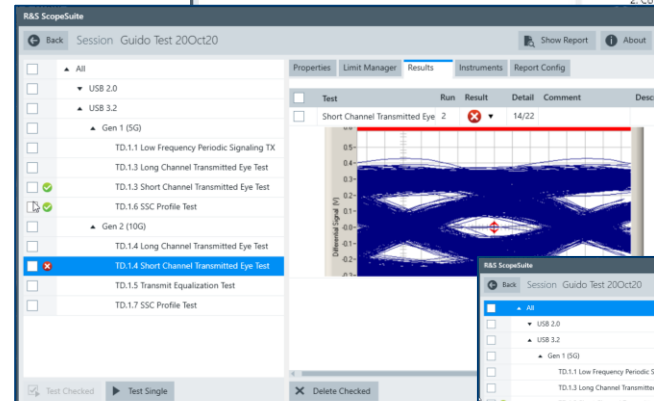 2. Co
R&S ScopeSuite
Back Session Guido Test 20Oct20 Show Report About
All
USB 2.0
USB 3.2
Gen 1 (5G)
TD.1.1 Low Frequency Periodic Signaling TX
TD.1.3 Long Channel Transmitted Eye Test
TD.1.3 Short Channel Transmitted Eye Test
TD.1.6 SSC Profile Test
Gen 2 (10G)
TD.1.4 Long Channel Transmitted Eye Test
TD.1.4 Short Channel Transmitted Eye Test
TD.1.5 Transmit Equalization Test
TD.1.7 SSC Profile Test
Test Checked Test Single
Properties Limit Manager Results Instruments Report Config
Test Run Result Detail Comment Descr
Short Channel Transmitted Eye 2 14/22
0.5
0.4
0.3
0.2
0.1
0.0
-0.1
-0.2
-0.3
Differential Signal (V)
Delete Checked
R&S ScopeSuite
Back Session Guido Test 20Oct20
All
USB 2.0
USB 3.2
Gen 1 (5G)
TD.1.1 Low Frequency Periodic S
TD.1.3 Long Channel Transmitted